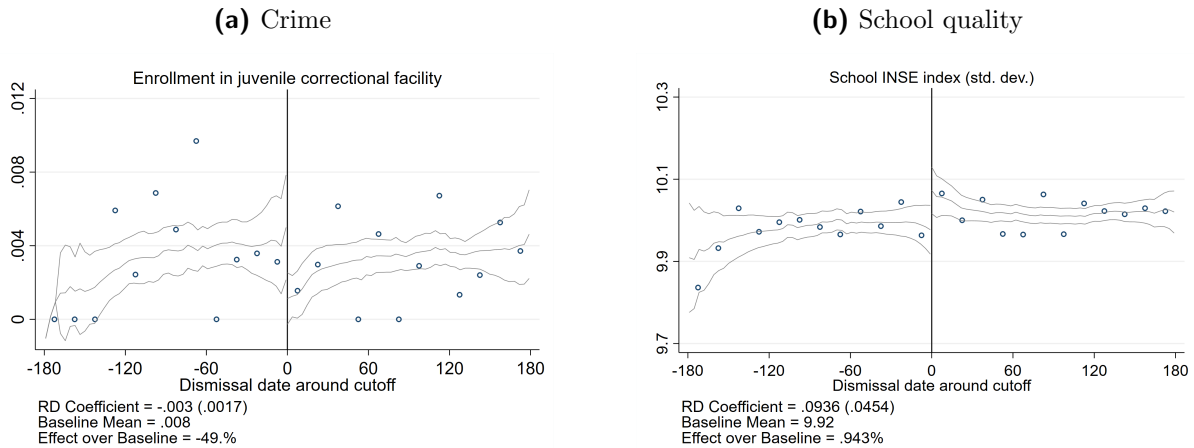 (a) Crime
Enrollment in juvenile correctional facility
.012
.008
.004
0
-180 -120 -60 0 60 120 180
Dismissal date around cutoff
RD Coefficient = -.003 (.0017)
Baseline Mean = .008
Effect over Baseline = -49.%
(b) School quality
School INSE index (std. dev.)
10.3
10.1
9.9
9.7
-180 -120 -60 0 60 120 180
Dismissal date around cutoff
RD Coefficient = .0936 (.0454)
Baseline Mean = 9.92
Effect over Baseline = .943%